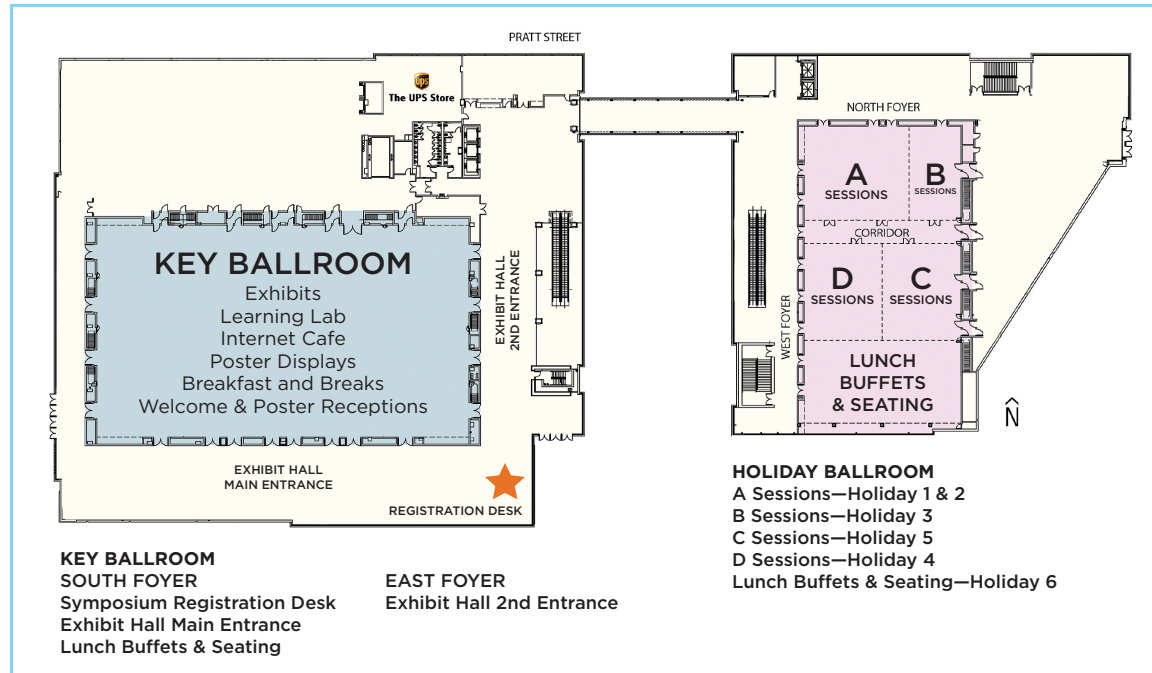 PRATT STREET
ups
The UPS Store
KEY BALLROOM
Exhibits
Learning Lab
Internet Cafe
Poster Displays
Breakfast and Breaks
Welcome & Poster Receptions
EXHIBIT HALL
2ND ENTRANCE
EXHIBIT HALL
MAIN ENTRANCE
REGISTRATION DESK
NORTH FOYER
A
SESSIONS
B
SESSIONS
CORRIDOR
D
SESSIONS
C
SESSIONS
WEST FOYER
LUNCH
BUFFETS
& SEATING
N
KEY BALLROOM
SOUTH FOYER
Symposium Registration Desk
Exhibit Hall Main Entrance
Lunch Buffets & Seating
EAST FOYER
Exhibit Hall 2nd Entrance
HOLIDAY BALLROOM
A Sessions—Holiday 1 & 2
B Sessions—Holiday 3
C Sessions—Holiday 5
D Sessions—Holiday 4
Lunch Buffets & Seating—Holiday 6